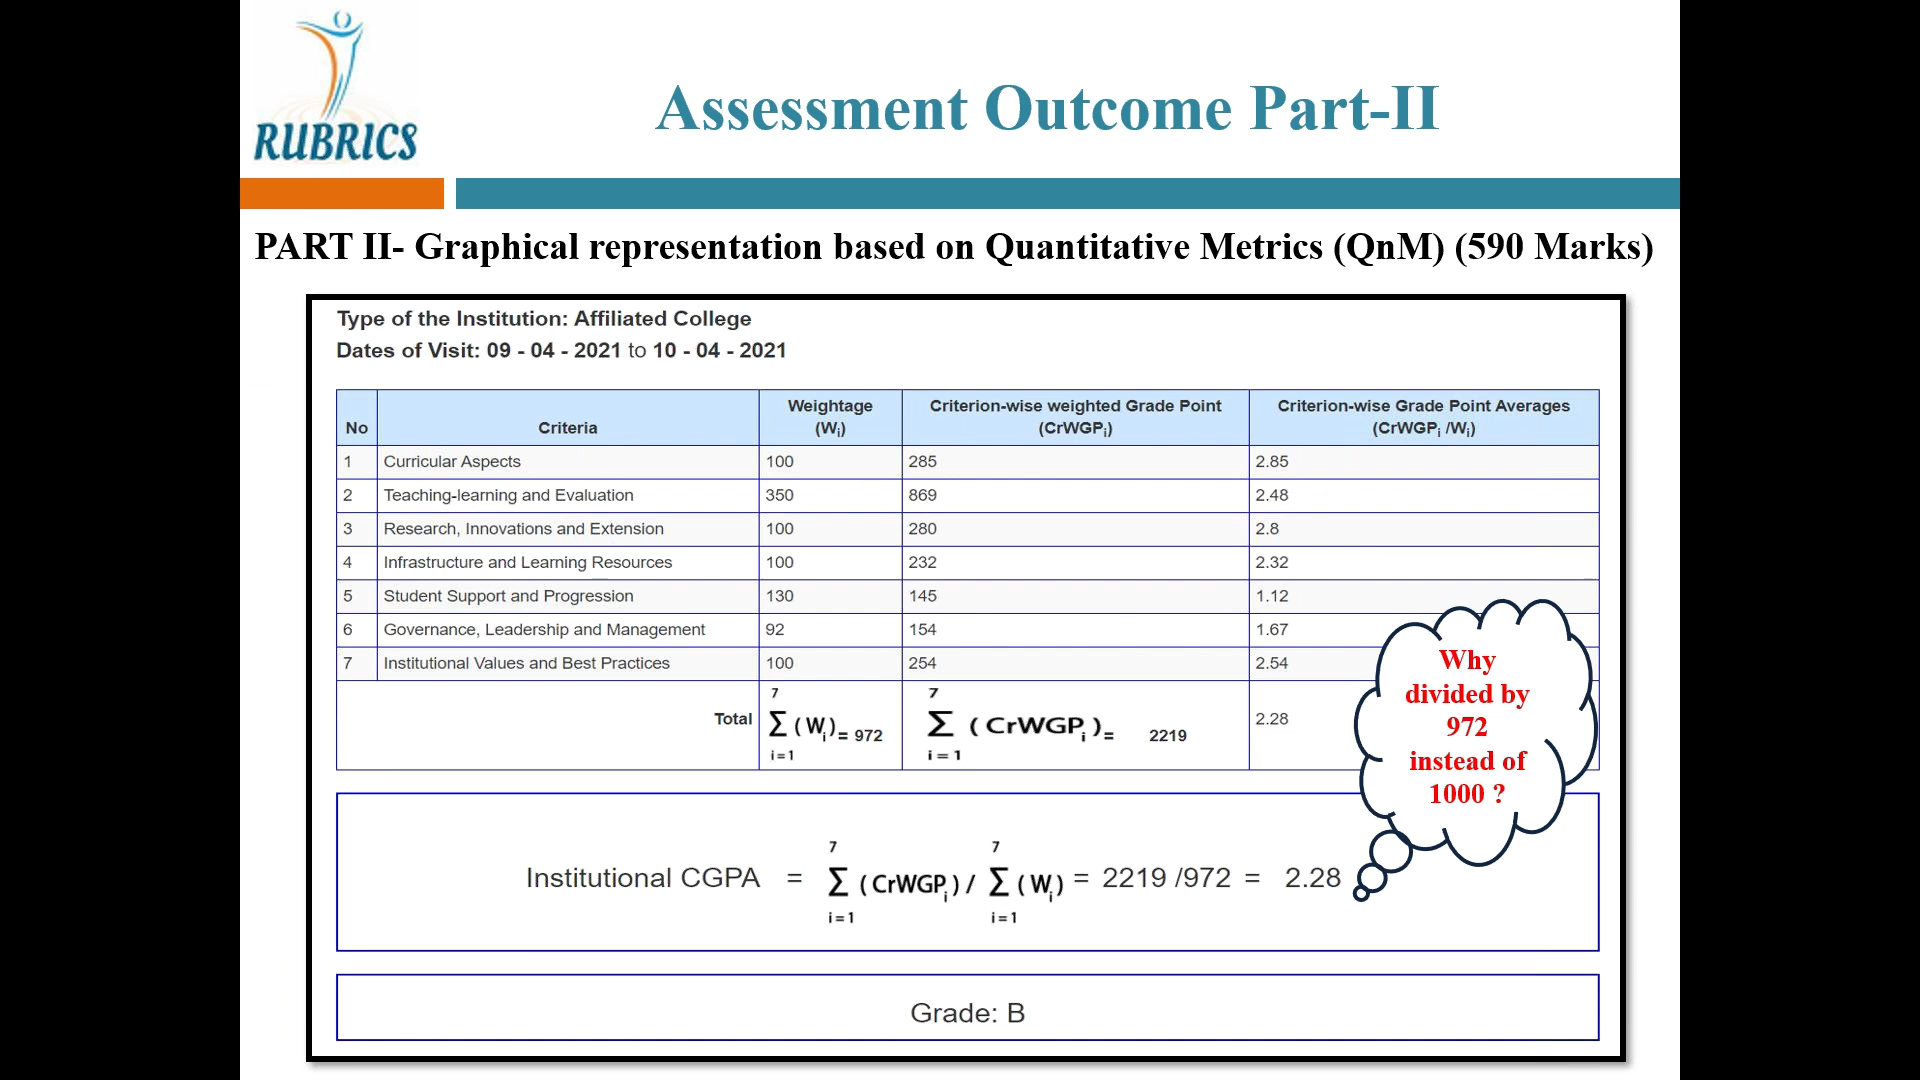 RUBRICS
Assessment Outcome Part-II
PART II- Graphical representation based on Quantitative Metrics (QnM) (590 Marks)
Type of the Institution: Affiliated College
Dates of Visit: 09 - 04 - 2021 to 10 - 04 - 2021
No Criteria Weightage (Wi) Criterion-wise weighted Grade Point (CrWGPi) Criterion-wise Grade Point Averages (CrWGPi /Wi)
1 Curricular Aspects 100 285 2.85
2 Teaching-learning and Evaluation 350 869 2.48
3 Research, Innovations and Extension 100 280 2.8
4 Infrastructure and Learning Resources 100 232 2.32
5 Student Support and Progression 130 145 1.12
6 Governance, Leadership and Management 92 154 1.67
7 Institutional Values and Best Practices 100 254 2.54
Total 7 Σ (Wi) = 972 i=1 7 Σ (CrWGPi) = 2219 i=1 2.28
Why
divided by
972
instead of
1000 ?
7 7
Institutional CGPA = Σ (CrWGPi) / Σ (Wi) = 2219 /972 = 2.28
i=1 i=1
Grade: B